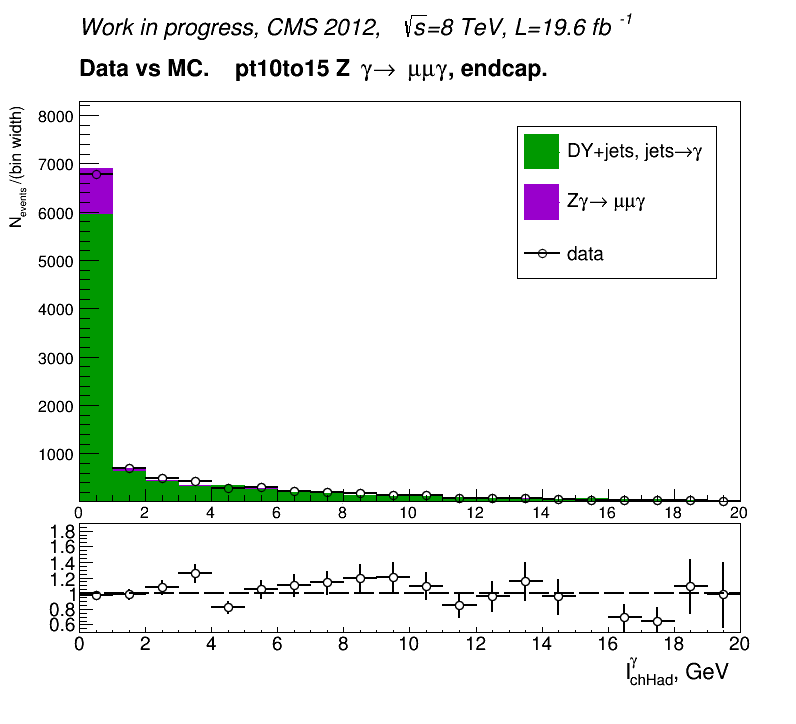 Work in progress, CMS 2012, √s=8 TeV, L=19.6 fb⁻¹
Data vs MC. pt10to15 Z γ→ μμγ, endcap.
N_events /(bin width)
8000
7000
6000
5000
4000
3000
2000
1000
DY+jets, jets→γ
Zγ→ μμγ
data
0 2 4 6 8 10 12 14 16 18 20
1.8
1.6
1.4
1.2
1
0.8
0.6
0 2 4 6 8 10 12 14 16 18 20
I^γ_chHad, GeV